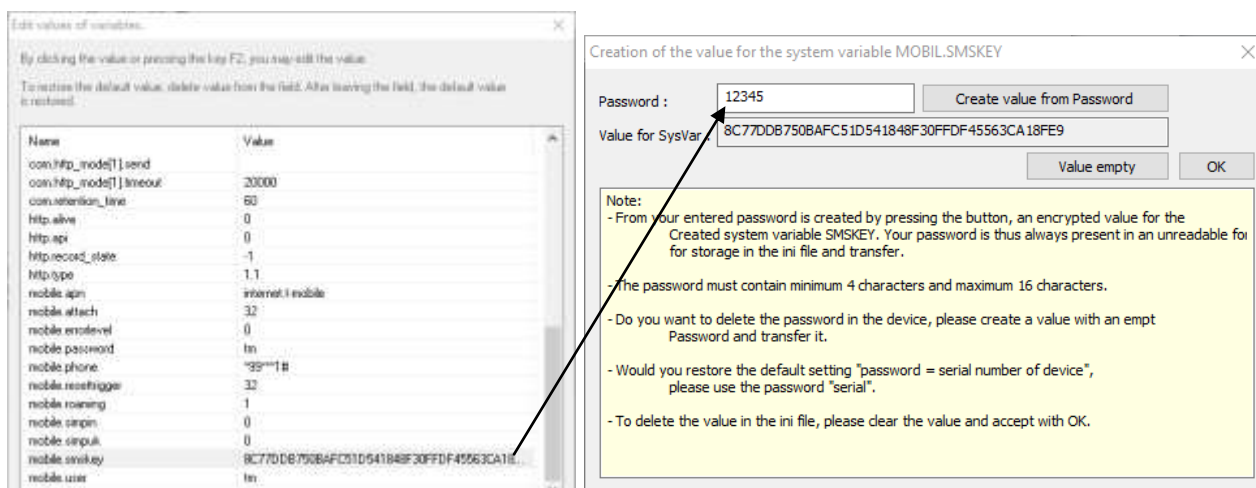 Edit values of variables.
By clicking the value or pressing the key F2, you may edit the value.
To restore the default value, delete value from the field. After leaving the field, the default value
is restored.
Name Value
com.http_mode[1].send
com.http_mode[1].timeout 20000
com.retention_time 60
http.alive 0
http.api 0
http.record_state -1
http.type 1.1
mobile.apn internet.t-mobile
mobile.attach 32
mobile.errorlevel 0
mobile.password tm
mobile.phone *99***1#
mobile.resettrigger 32
mobile.roaming 1
mobile.simpin 0
mobile.simpuk 0
mobile.smskey 8C77DDB750BAFC51D541848F30FFDF45563CA18...
mobile.user tm
Creation of the value for the system variable MOBIL.SMSKEY
Password : 12345 Create value from Password
Value for SysVar : 8C77DDB750BAFC51D541848F30FFDF45563CA18FE9
Value empty OK
Note:
- From your entered password is created by pressing the button, an encrypted value for the
Created system variable SMSKEY. Your password is thus always present in an unreadable for
for storage in the ini file and transfer.
- The password must contain minimum 4 characters and maximum 16 characters.
- Do you want to delete the password in the device, please create a value with an empt
Password and transfer it.
- Would you restore the default setting "password = serial number of device",
please use the password "serial".
- To delete the value in the ini file, please clear the value and accept with OK.